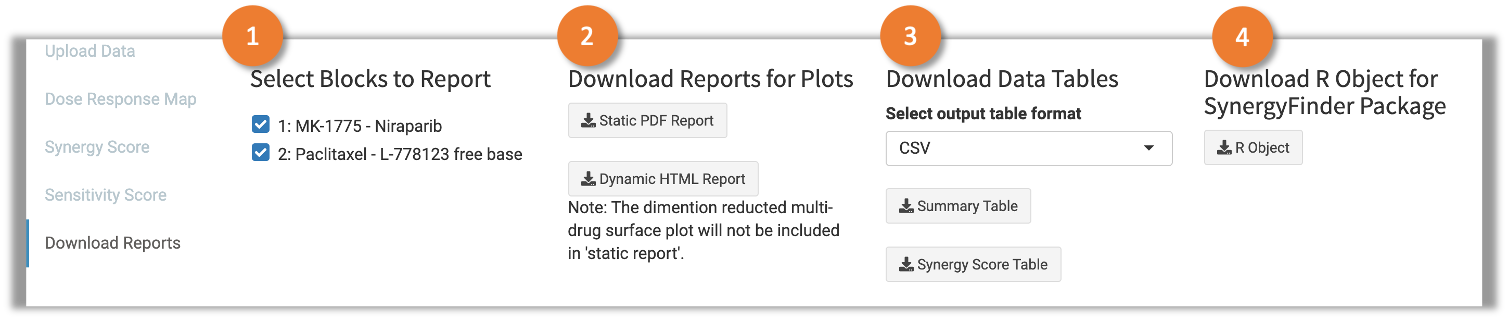 Upload Data
Dose Response Map
Synergy Score
Sensitivity Score
Download Reports
1
Select Blocks to Report
1: MK-1775 - Niraparib
2: Paclitaxel - L-778123 free base
2
Download Reports for Plots
Static PDF Report
Dynamic HTML Report
Note: The dimention reducted multi-
drug surface plot will not be included
in 'static report'.
3
Download Data Tables
Select output table format
CSV
Summary Table
Synergy Score Table
4
Download R Object for
SynergyFinder Package
R Object